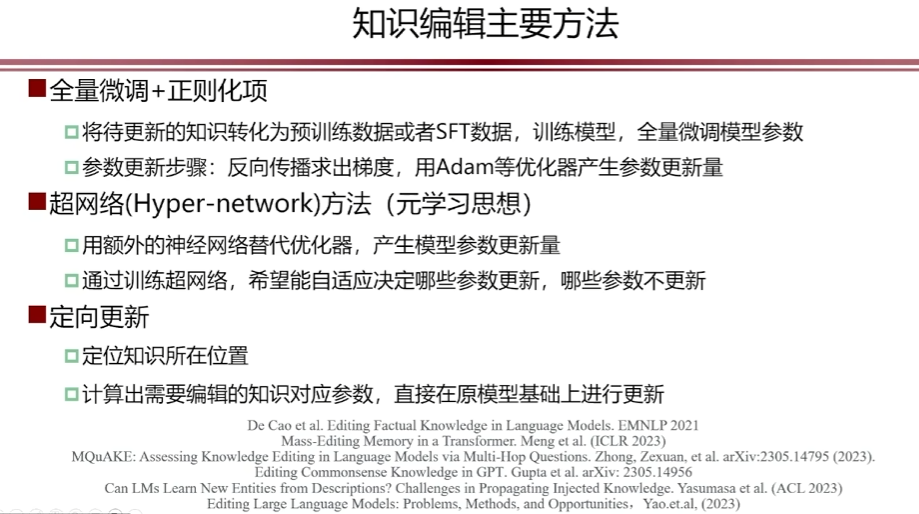 知识编辑主要方法
全量微调+正则化项
将待更新的知识转化为预训练数据或者SFT数据，训练模型，全量微调模型参数
参数更新步骤：反向传播求出梯度，用Adam等优化器产生参数更新量
超网络(Hyper-network)方法（元学习思想）
用额外的神经网络替代优化器，产生模型参数更新量
通过训练超网络，希望能自适应决定哪些参数更新，哪些参数不更新
定向更新
定位知识所在位置
计算出需要编辑的知识对应参数，直接在原模型基础上进行更新
De Cao et al. Editing Factual Knowledge in Language Models. EMNLP 2021
Mass-Editing Memory in a Transformer. Meng et al. (ICLR 2023)
MQuAKE: Assessing Knowledge Editing in Language Models via Multi-Hop Questions. Zhong, Zexuan, et al. arXiv:2305.14795 (2023).
Editing Commonsense Knowledge in GPT. Gupta et al. arXiv: 2305.14956
Can LMs Learn New Entities from Descriptions? Challenges in Propagating Injected Knowledge. Yasumasa et al. (ACL 2023)
Editing Large Language Models: Problems, Methods, and Opportunities，Yao.et.al, (2023)